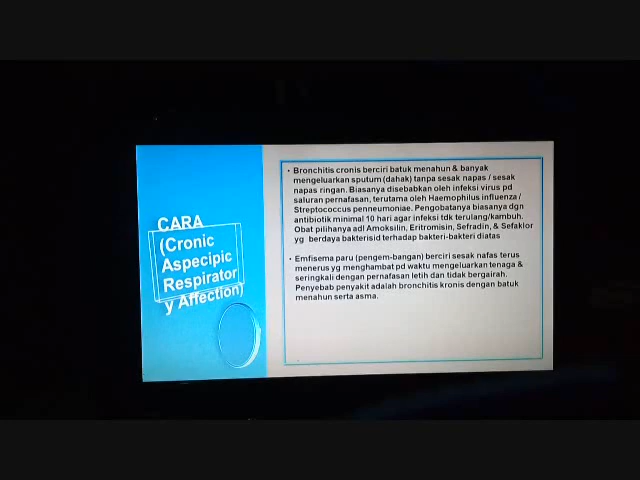 CARA
(Cronic
Aspecipic
Respirator
y Affection)
• Bronchitis cronis berciri batuk menahun & banyak
mengeluarkan sputum (dahak) tanpa sesak napas / sesak
napas ringan. Biasanya disebabkan oleh infeksi virus pd
saluran pernafasan, terutama oleh Haemophilus influenza /
Streptococcus penneumoniae. Pengobatanya biasanya dgn
antibiotik minimal 10 hari agar infeksi tdk terulang/kambuh.
Obat pilihanya adl Amoksilin, Eritromisin, Sefradin, & Sefaklor
yg berdaya bakterisid terhadap bakteri-bakteri diatas
• Emfisema paru (pengem-bangan) berciri sesak nafas terus
menerus yg menghambat pd waktu mengeluarkan tenaga &
seringkali dengan pernafasan letih dan tidak bergairah.
Penyebab penyakit adalah bronchitis kronis dengan batuk
menahun serta asma.